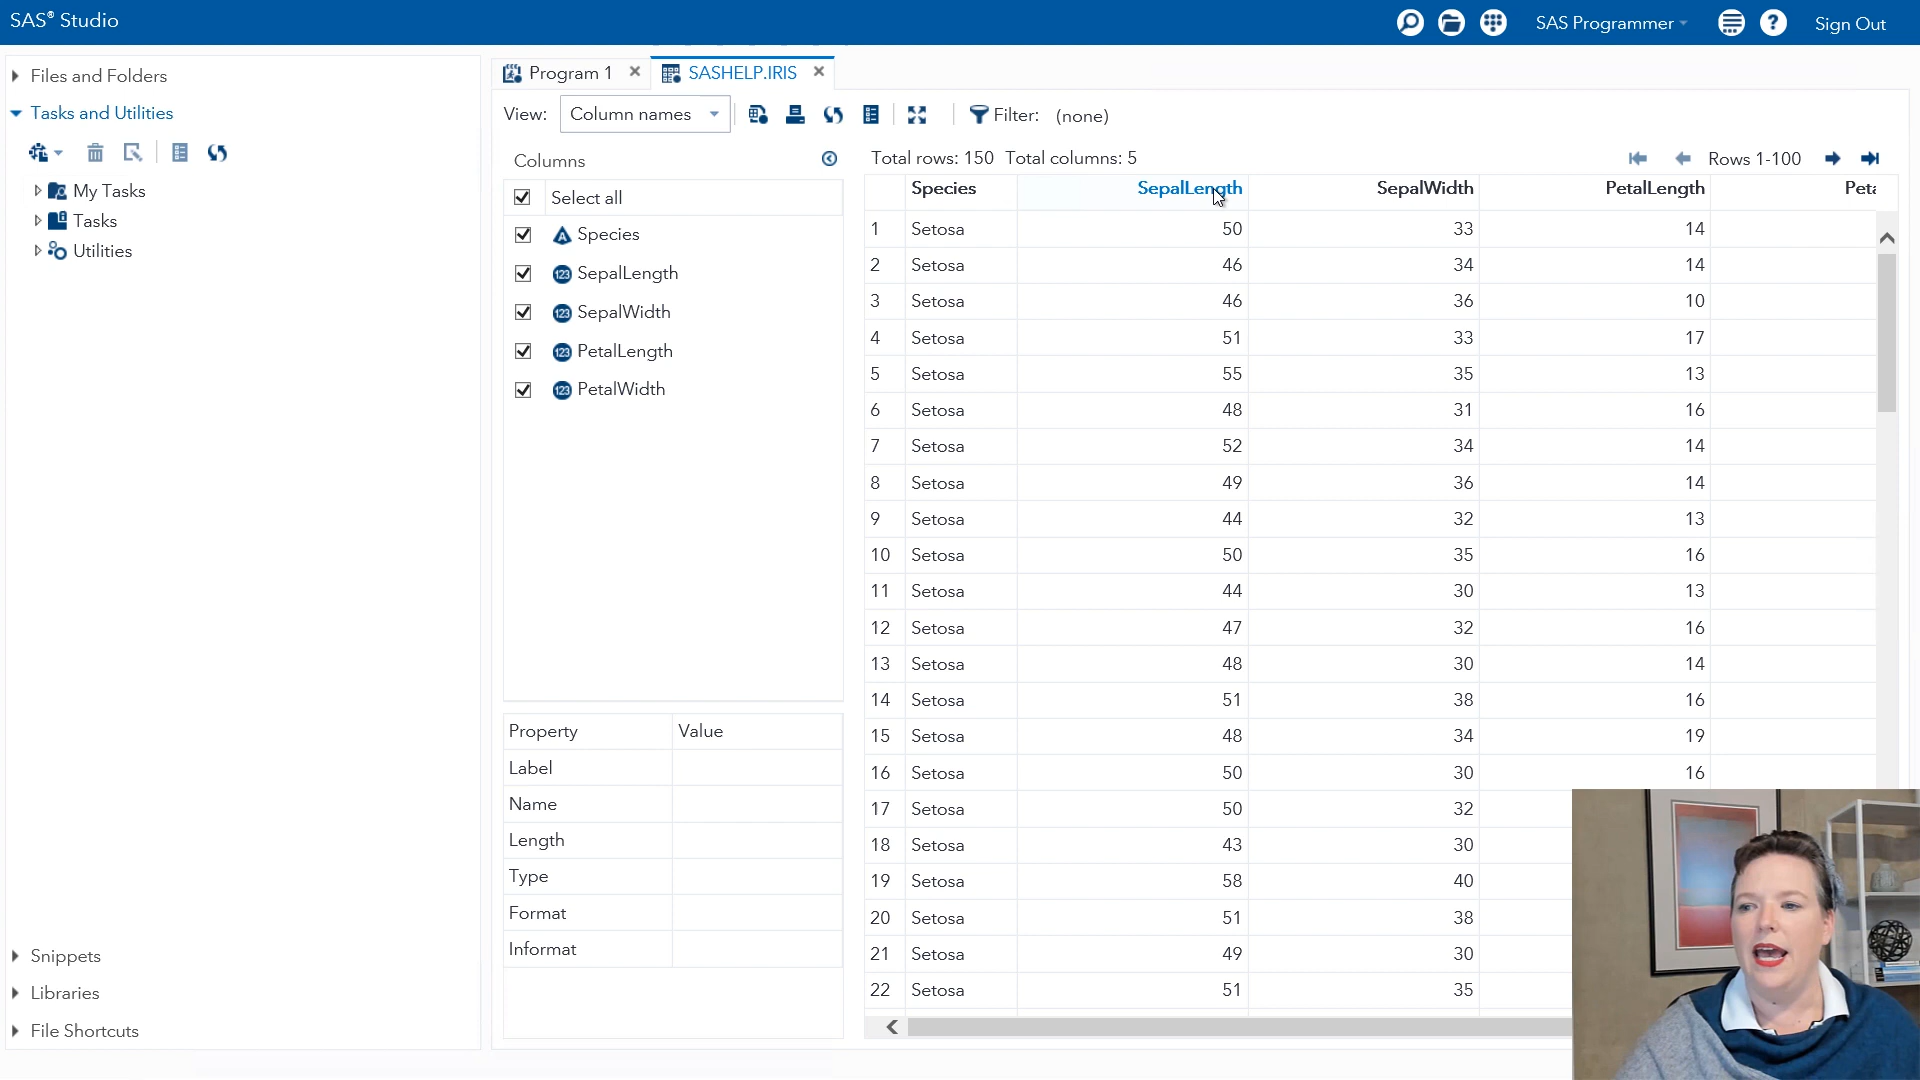 SAS® Studio
SAS Programmer
Sign Out
Files and Folders
Tasks and Utilities
My Tasks
Tasks
Utilities
Snippets
Libraries
File Shortcuts
Program 1
SASHELP.IRIS
View: Column names
Filter: (none)
Columns
Select all
Species
SepalLength
SepalWidth
PetalLength
PetalWidth
Property Value
Label
Name
Length
Type
Format
Informat
Total rows: 150 Total columns: 5
Rows 1-100
Species SepalLength SepalWidth PetalLength Peta
1 Setosa 50 33 14
2 Setosa 46 34 14
3 Setosa 46 36 10
4 Setosa 51 33 17
5 Setosa 55 35 13
6 Setosa 48 31 16
7 Setosa 52 34 14
8 Setosa 49 36 14
9 Setosa 44 32 13
10 Setosa 50 35 16
11 Setosa 44 30 13
12 Setosa 47 32 16
13 Setosa 48 30 14
14 Setosa 51 38 16
15 Setosa 48 34 19
16 Setosa 50 30 16
17 Setosa 50 32
18 Setosa 43 30
19 Setosa 58 40
20 Setosa 51 38
21 Setosa 49 30
22 Setosa 51 35